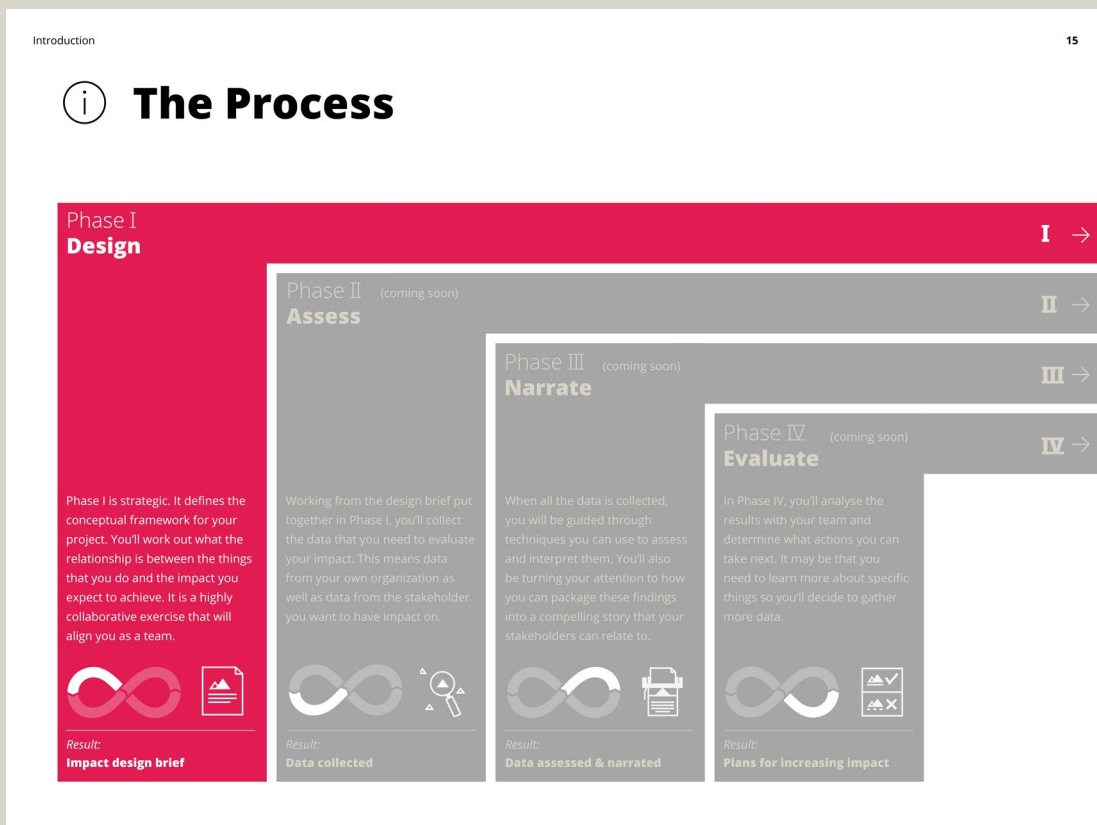 Introduction
15
i
The Process
Phase I
Design
I
Phase II (coming soon)
Assess
II
Phase III (coming soon)
Narrate
III
Phase IV (coming soon)
Evaluate
IV
Phase I is strategic. It defines the
conceptual framework for your
project. You'll work out what the
relationship is between the things
that you do and the impact you
expect to achieve. It is a highly
collaborative exercise that will
align you as a team.
Result:
Impact design brief
Working from the design brief put
together in Phase I, you'll collect
the data that you need to evaluate
your impact. This means data
from your own organization as
well as data from the stakeholder
you want to have impact on.
Result:
Data collected
When all the data is collected,
you will be guided through
techniques you can use to assess
and interpret them. You'll also
be turning your attention to how
you can package these findings
into a compelling story that your
stakeholders can relate to.
Result:
Data assessed & narrated
In Phase IV, you'll analyse the
results with your team and
determine what actions you can
take next. It may be that you
need to learn more about specific
things so you'll decide to gather
more data.
Result:
Plans for increasing impact